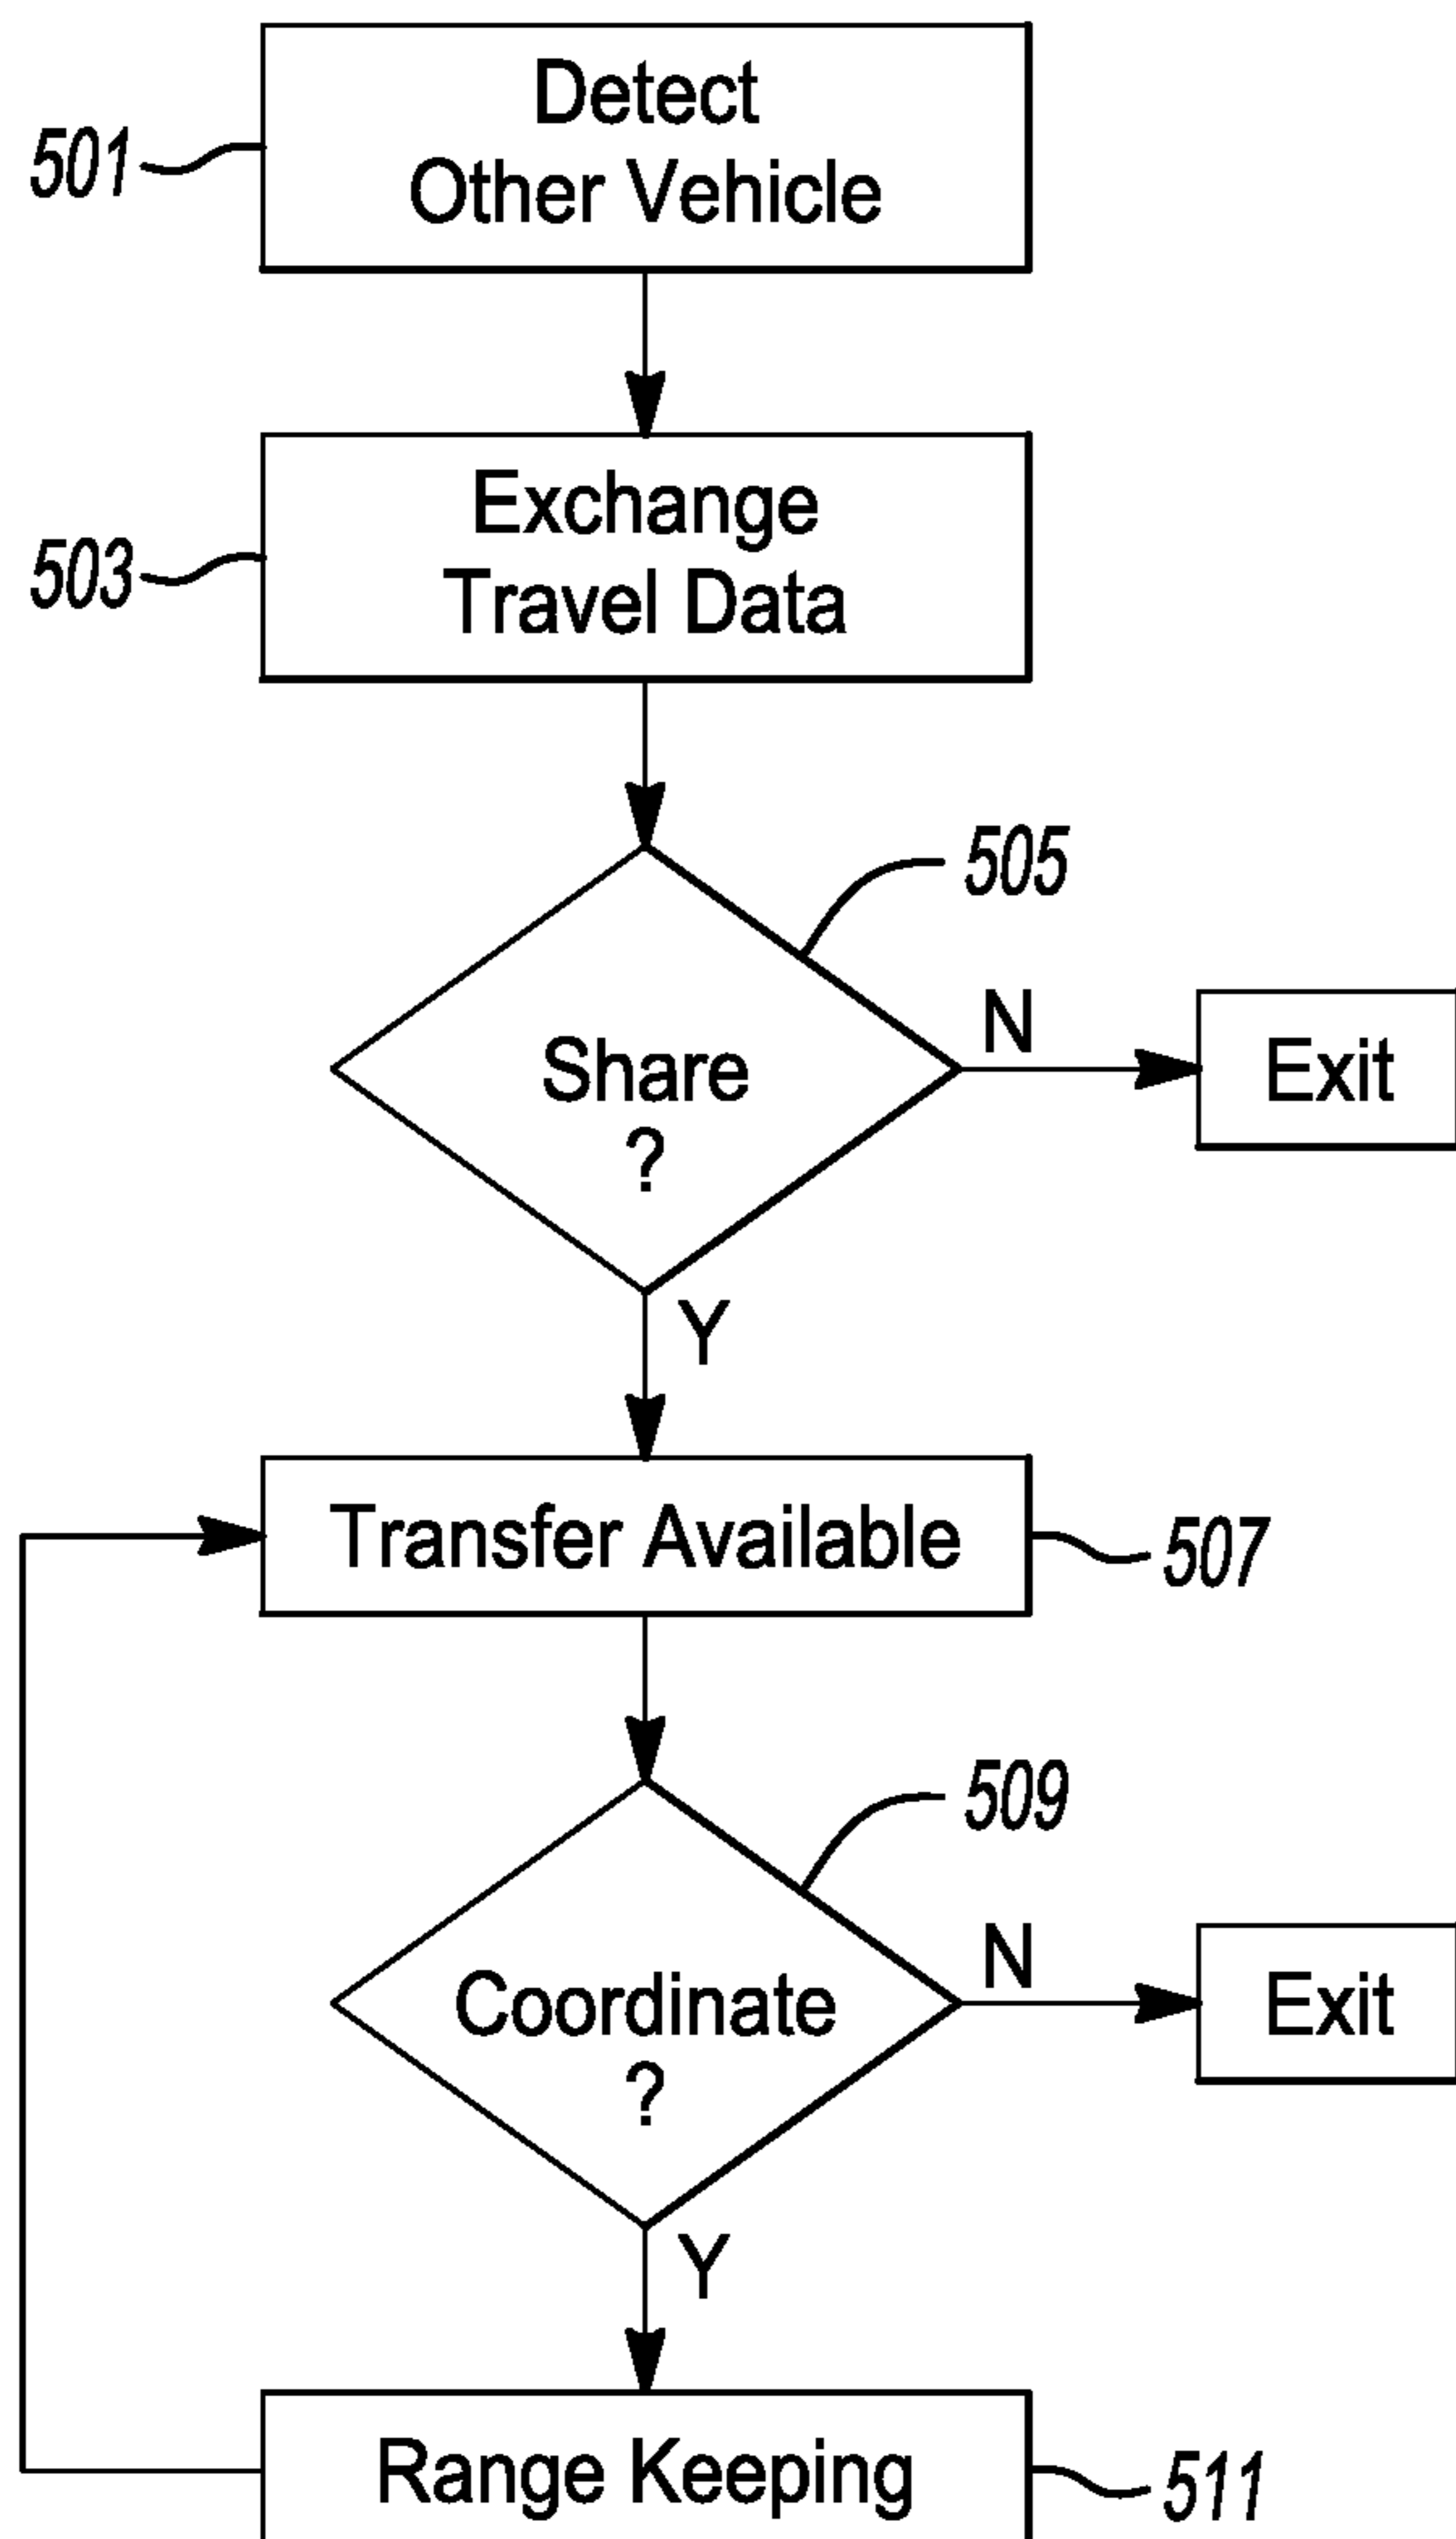 Detect
Other Vehicle
501
Exchange
Travel Data
503
505
Share
?
N
Exit
Y
Transfer Available
507
509
Coordinate
?
N
Exit
Y
Range Keeping
511